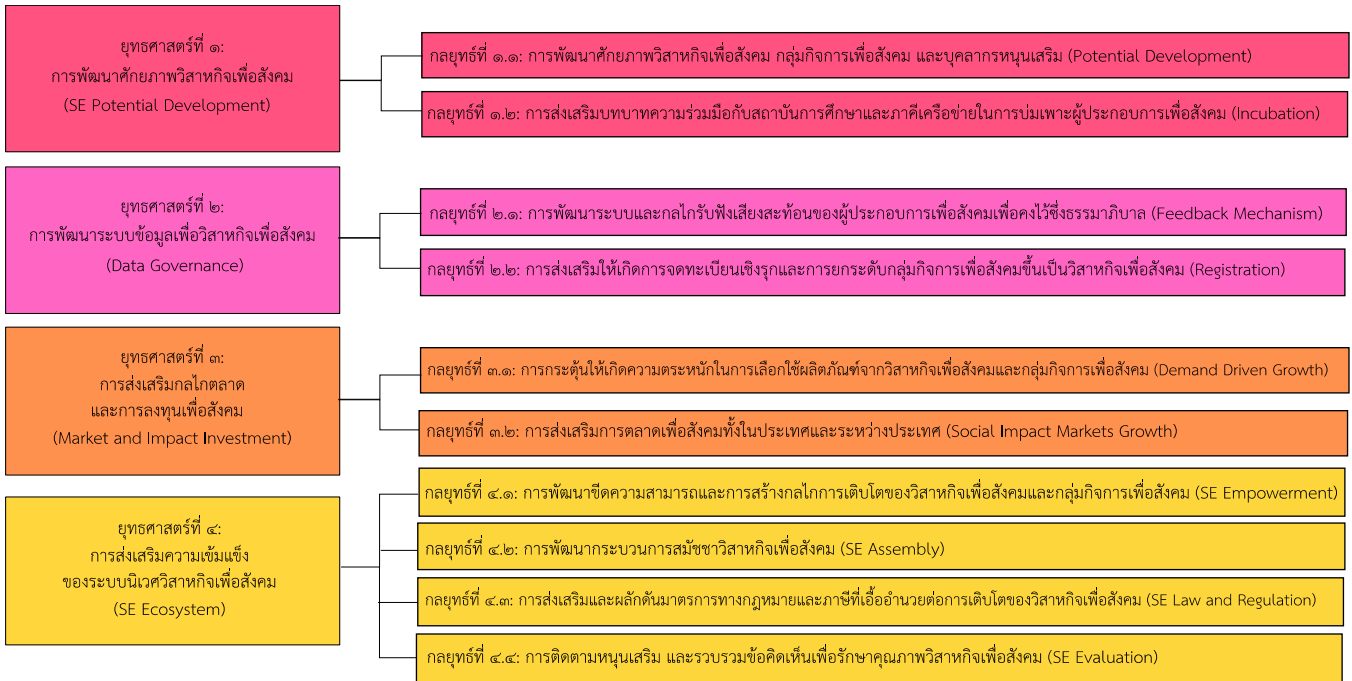 ยุทธศาสตร์ที่ ๑:
การพัฒนาศักยภาพวิสาหกิจเพื่อสังคม
(SE Potential Development)
กลยุทธ์ที่ ๑.๑: การพัฒนาศักยภาพวิสาหกิจเพื่อสังคม กลุ่มกิจการเพื่อสังคม และบุคลากรหนุนเสริม (Potential Development)
กลยุทธ์ที่ ๑.๒: การส่งเสริมบทบาทความร่วมมือกับสถาบันการศึกษาและภาคีเครือข่ายในการบ่มเพาะผู้ประกอบการเพื่อสังคม (Incubation)
ยุทธศาสตร์ที่ ๒:
การพัฒนาระบบข้อมูลเพื่อวิสาหกิจเพื่อสังคม
(Data Governance)
กลยุทธ์ที่ ๒.๑: การพัฒนาระบบและกลไกรับฟังเสียงสะท้อนของผู้ประกอบการเพื่อสังคมเพื่อคงไว้ซึ่งธรรมาภิบาล (Feedback Mechanism)
กลยุทธ์ที่ ๒.๒: การส่งเสริมให้เกิดการจดทะเบียนเชิงรุกและการยกระดับกลุ่มกิจการเพื่อสังคมขึ้นเป็นวิสาหกิจเพื่อสังคม (Registration)
ยุทธศาสตร์ที่ ๓:
การส่งเสริมกลไกตลาด
และการลงทุนเพื่อสังคม
(Market and Impact Investment)
กลยุทธ์ที่ ๓.๑: การกระตุ้นให้เกิดความตระหนักในการเลือกใช้ผลิตภัณฑ์จากวิสาหกิจเพื่อสังคมและกลุ่มกิจการเพื่อสังคม (Demand Driven Growth)
กลยุทธ์ที่ ๓.๒: การส่งเสริมการตลาดเพื่อสังคมทั้งในประเทศและระหว่างประเทศ (Social Impact Markets Growth)
ยุทธศาสตร์ที่ ๔:
การส่งเสริมความเข้มแข็ง
ของระบบนิเวศวิสาหกิจเพื่อสังคม
(SE Ecosystem)
กลยุทธ์ที่ ๔.๑: การพัฒนาขีดความสามารถและการสร้างกลไกการเติบโตของวิสาหกิจเพื่อสังคมและกลุ่มกิจการเพื่อสังคม (SE Empowerment)
กลยุทธ์ที่ ๔.๒: การพัฒนากระบวนการสมัชชาวิสาหกิจเพื่อสังคม (SE Assembly)
กลยุทธ์ที่ ๔.๓: การส่งเสริมและผลักดันมาตรการทางกฎหมายและภาษีที่เอื้ออำนวยต่อการเติบโตของวิสาหกิจเพื่อสังคม (SE Law and Regulation)
กลยุทธ์ที่ ๔.๔: การติดตามหนุนเสริม และรวบรวมข้อคิดเห็นเพื่อรักษาคุณภาพวิสาหกิจเพื่อสังคม (SE Evaluation)